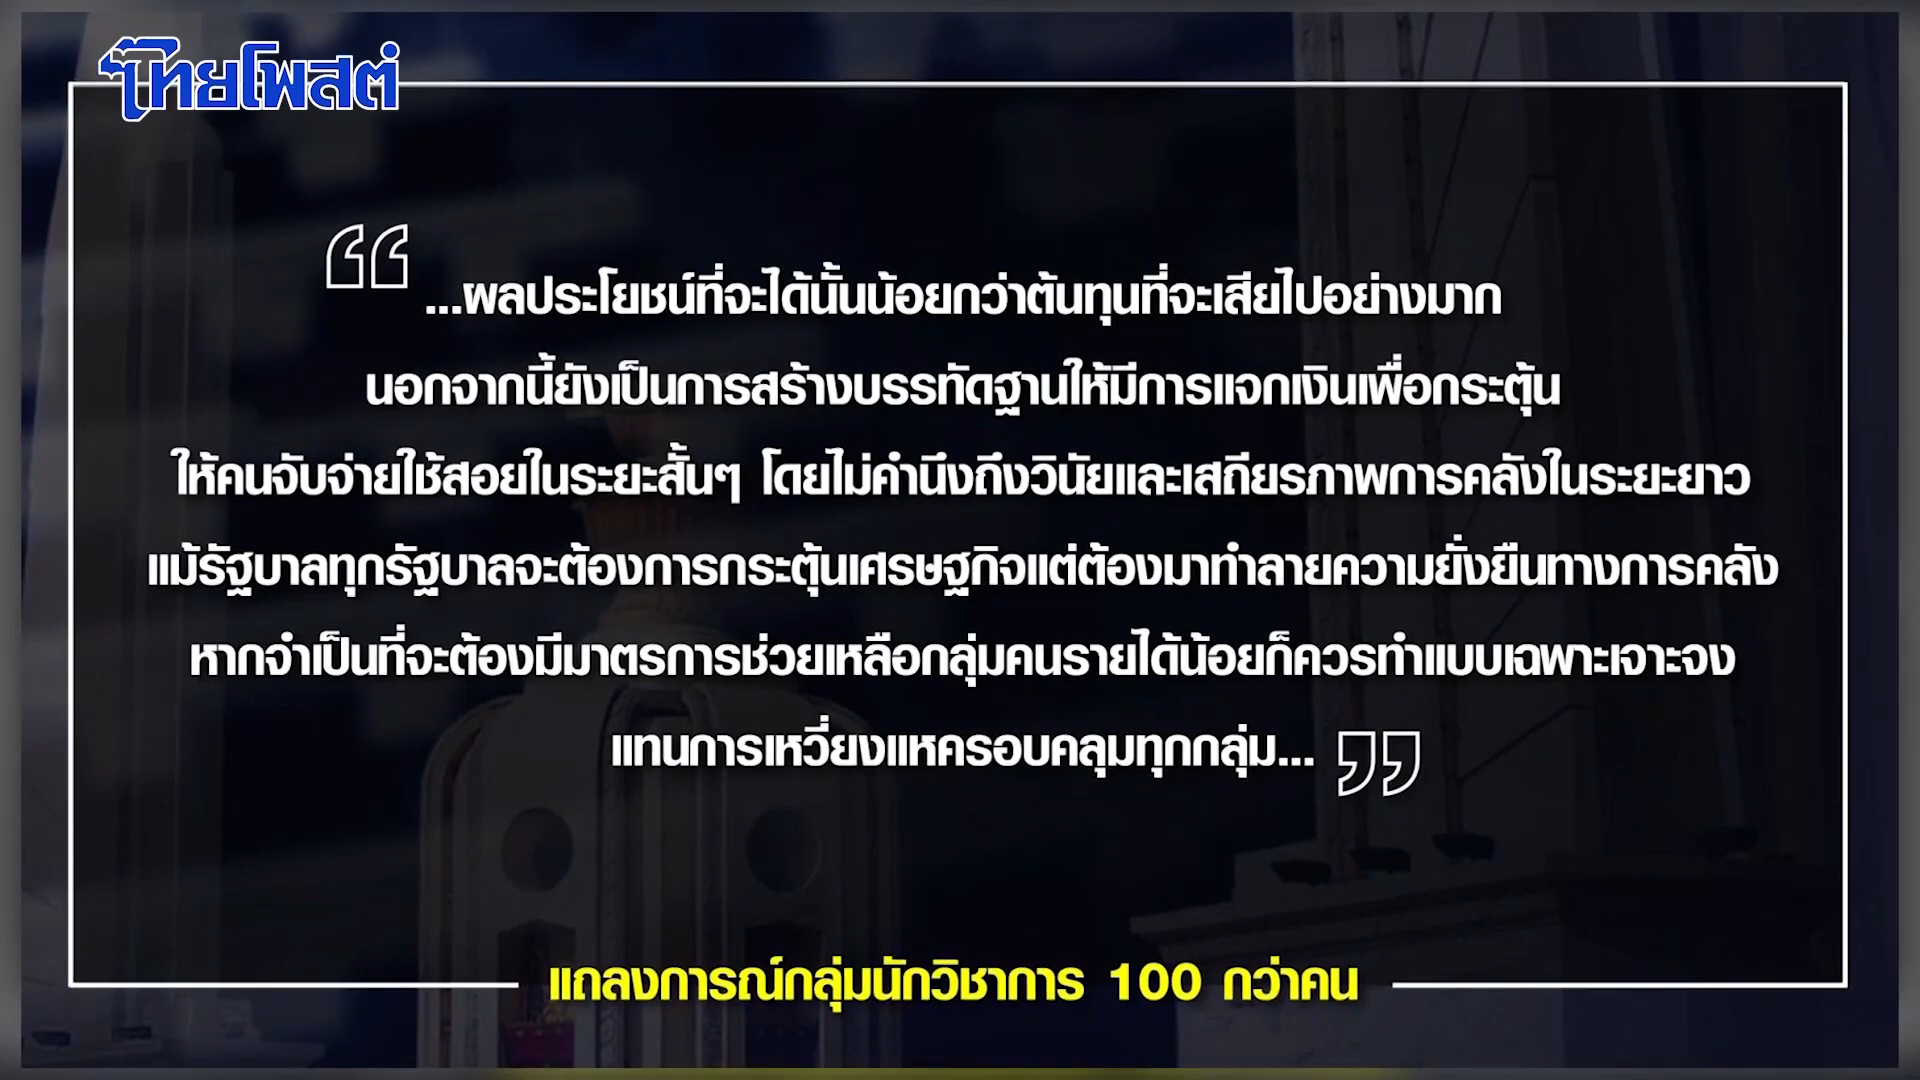 ไทยโพสต์
“ ...ผลประโยชน์ที่จะได้นั้นน้อยกว่าต้นทุนที่จะเสียไปอย่างมาก
นอกจากนี้ยังเป็นการสร้างบรรทัดฐานให้มีการแจกเงินเพื่อกระตุ้น
ให้คนจับจ่ายใช้สอยในระยะสั้นๆ โดยไม่คำนึงถึงวินัยและเสถียรภาพการคลังในระยะยาว
แม้รัฐบาลทุกรัฐบาลจะต้องการกระตุ้นเศรษฐกิจแต่ต้องมาทำลายความยั่งยืนทางการคลัง
หากจำเป็นที่จะต้องมีมาตรการช่วยเหลือกลุ่มคนรายได้น้อยก็ควรทำแบบเฉพาะเจาะจง
แทนการเหวี่ยงแหครอบคลุมทุกกลุ่ม... ”
แถลงการณ์กลุ่มนักวิชาการ 100 กว่าคน